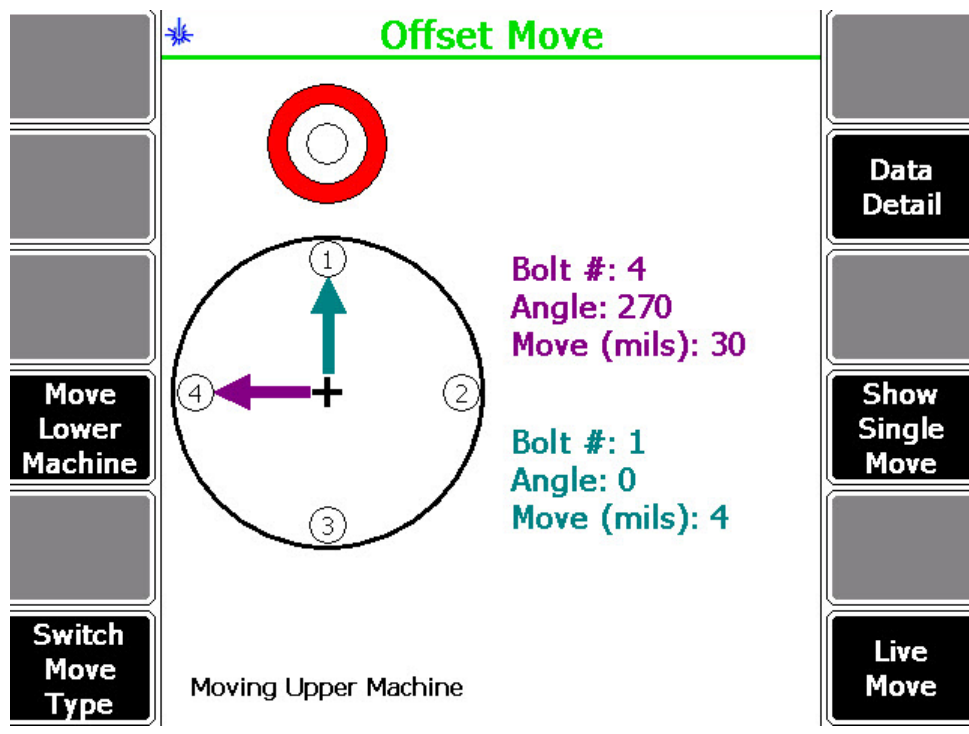 Offset Move
Data
Detail
1
Bolt #: 4
Angle: 270
Move (mils): 30
Move
Lower
Machine
4
2
Show
Single
Move
Bolt #: 1
Angle: 0
Move (mils): 4
3
Switch
Move
Type
Moving Upper Machine
Live
Move